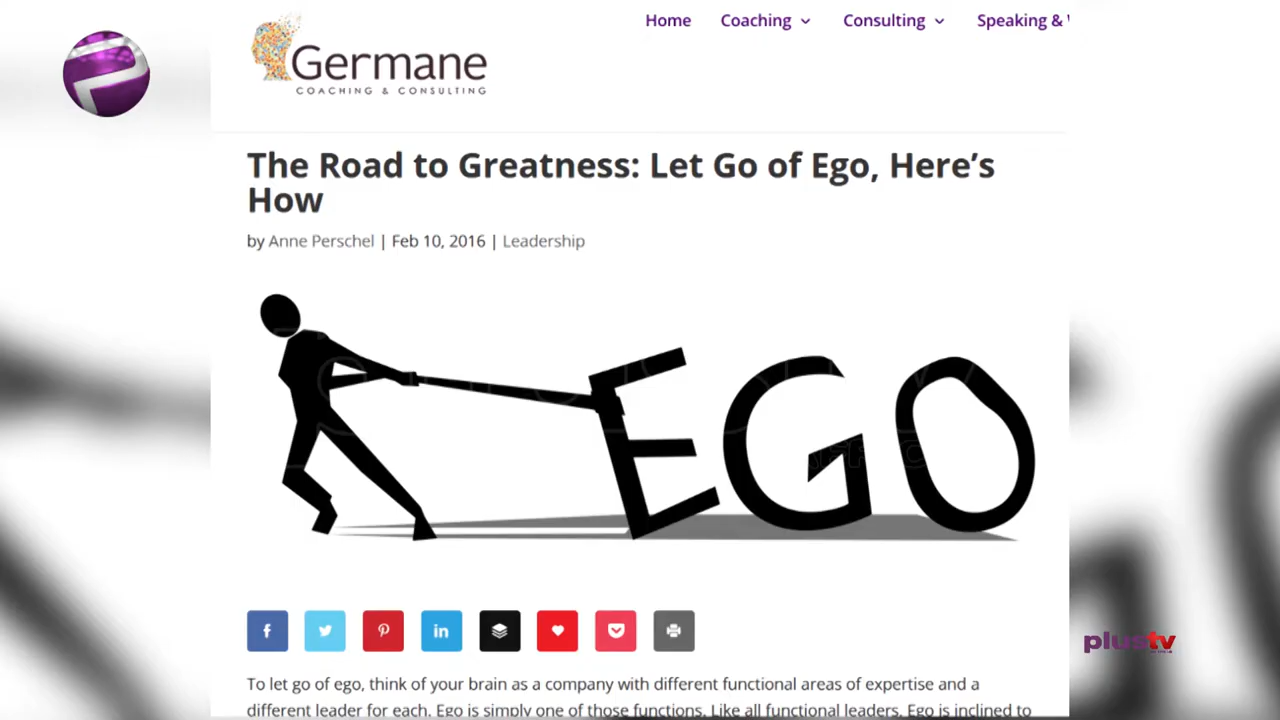 Home Coaching Consulting Speaking &
Germane
COACHING & CONSULTING
The Road to Greatness: Let Go of Ego, Here's
How
by Anne Perschel | Feb 10, 2016 | Leadership
EGO
To let go of ego, think of your brain as a company with different functional areas of expertise and a
different leader for each. Ego is simply one of those functions. Like all functional leaders, Ego is inclined to
plustv